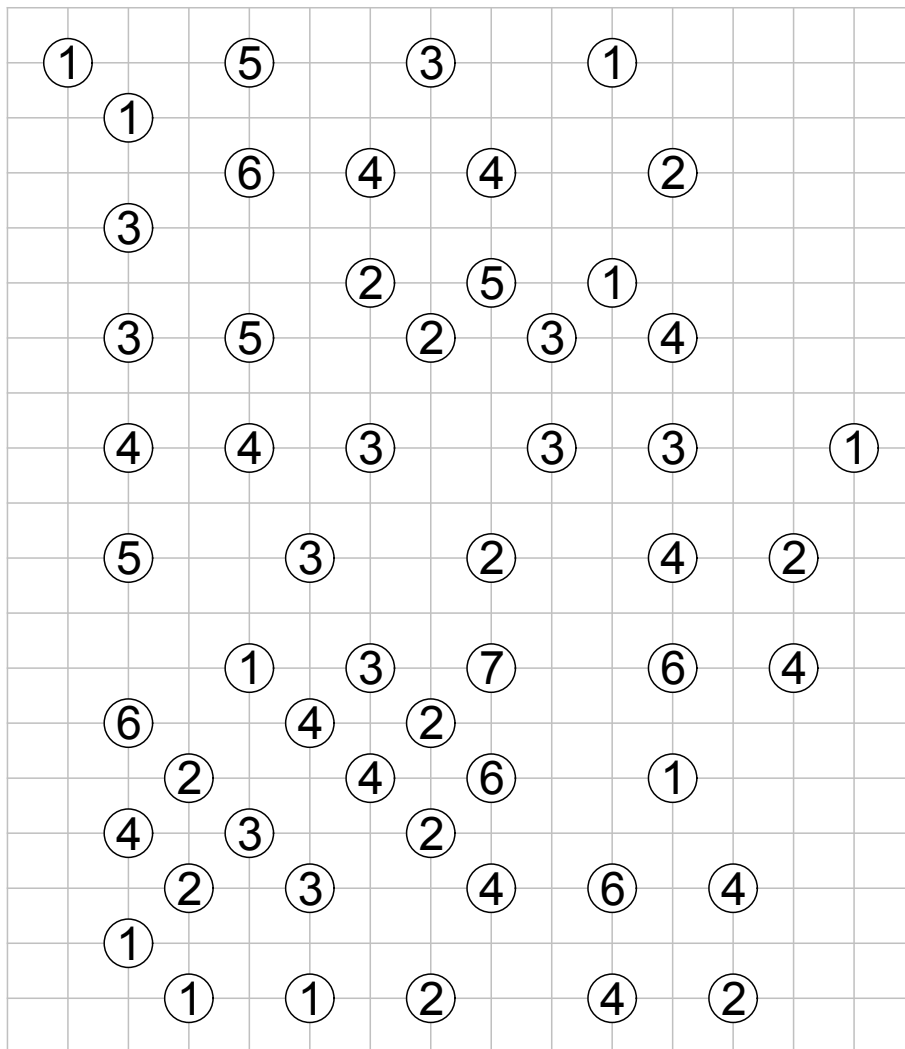 1 5 3 1
1
6 4 4 2
3
2 5 1
3 5 2 3 4
4 4 3 3 3 1
5 3 2 4 2
1 3 7 6 4
6 4 2
2 4 6 1
4 3 2
2 3 4 6 4
1
1 1 2 4 2